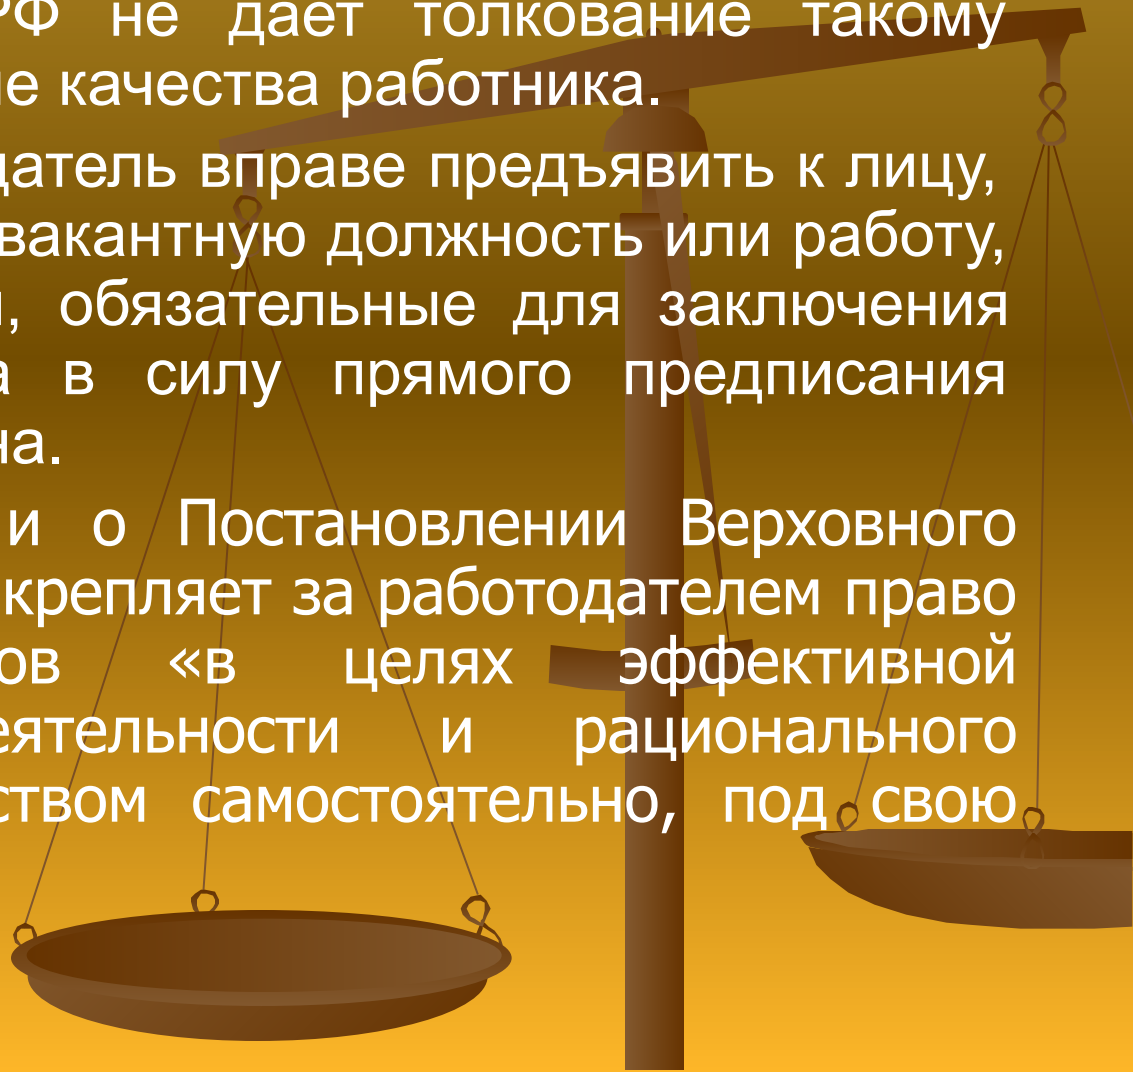 РФ не дает толкование такому
ие качества работника.
датель вправе предъявить к лицу,
вакантную должность или работу,
, обязательные для заключения
а в силу прямого предписания
на.
и о Постановлении Верховного
крепляет за работодателем право
ов «в целях эффективной
еятельности и рационального
ством самостоятельно, под свою